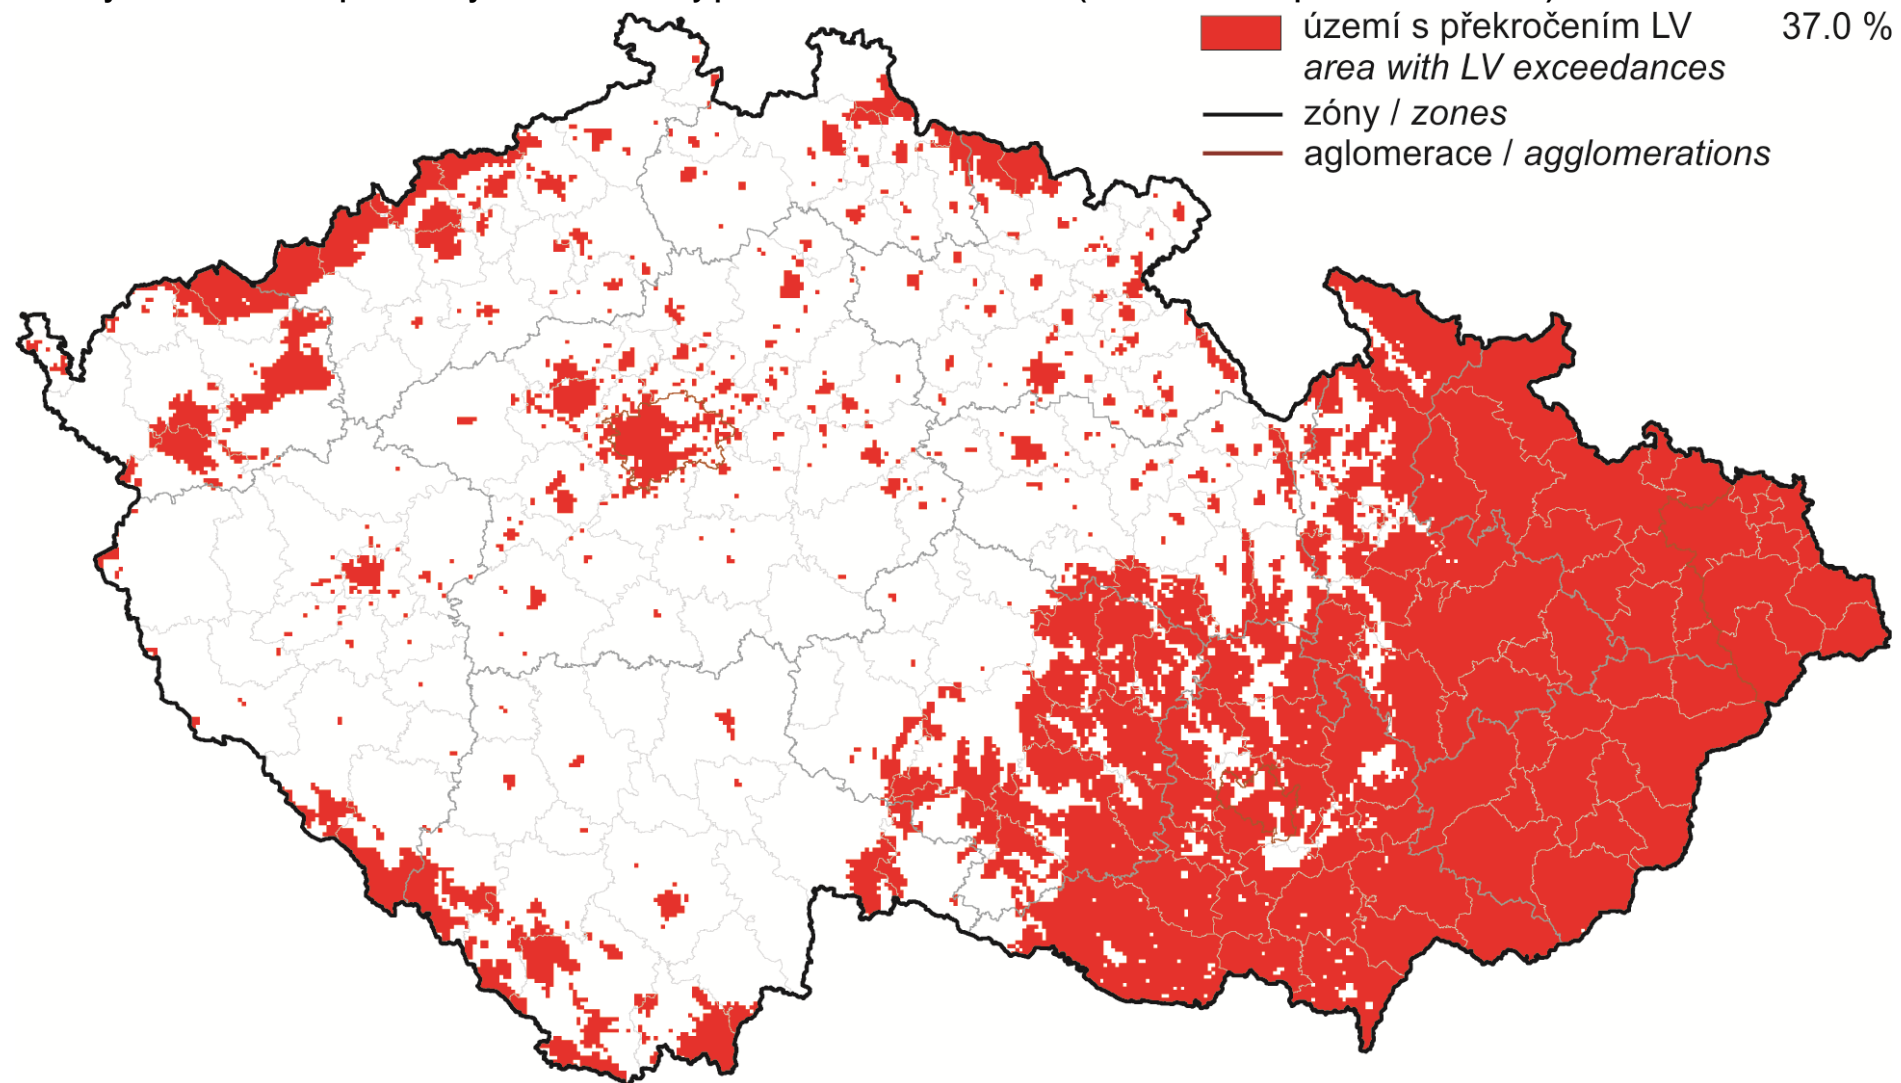 území s překročením LV 37.0 %
area with LV exceedances
zóny / zones
aglomerace / agglomerations